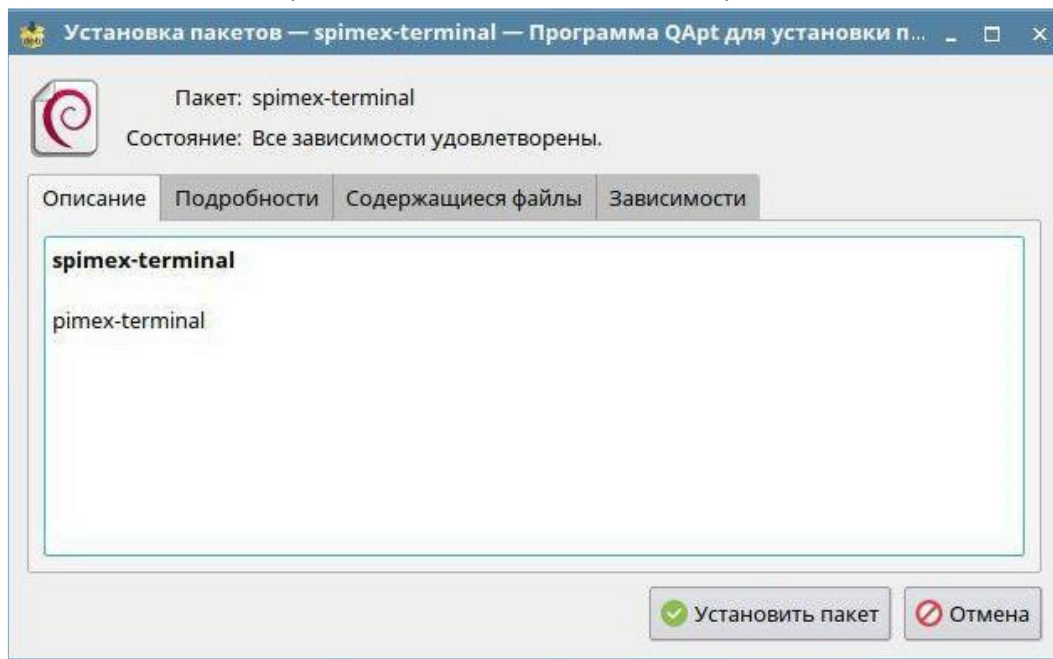 Установка пакетов — spimex-terminal — Программа QApt для установки п...
Пакет: spimex-terminal
Состояние: Все зависимости удовлетворены.
Описание Подробности Содержащиеся файлы Зависимости
spimex-terminal
pimex-terminal
Установить пакет Отмена